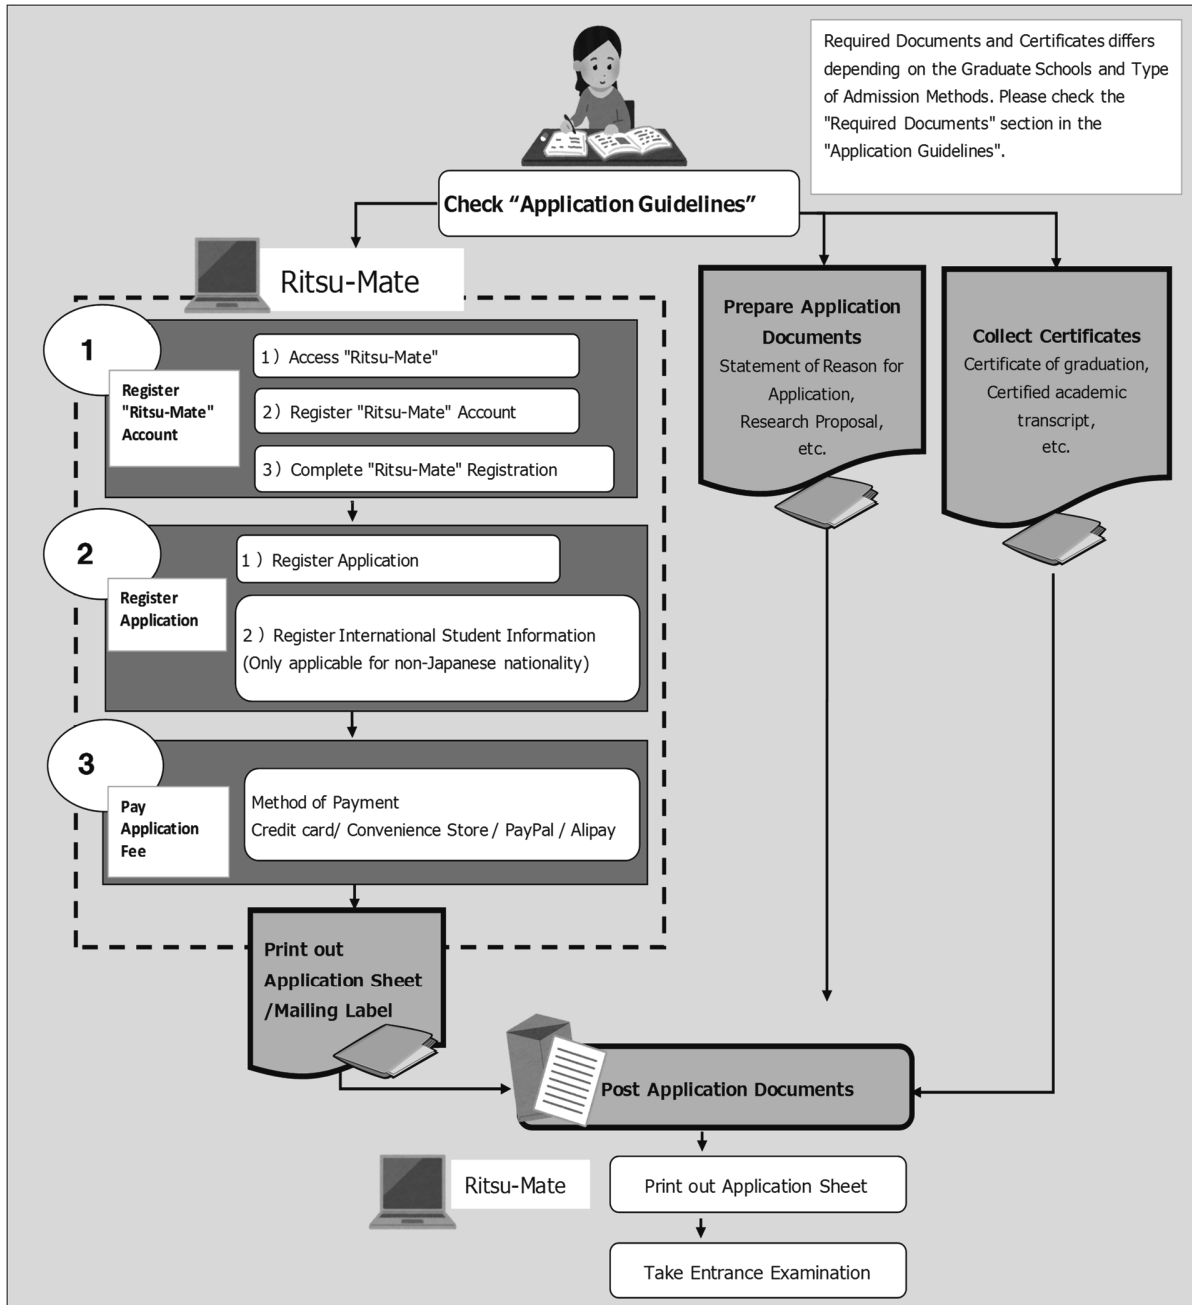 Required Documents and Certificates differs
depending on the Graduate Schools and Type
of Admission Methods. Please check the
"Required Documents" section in the
"Application Guidelines".
Check “Application Guidelines”
Ritsu-Mate
1
Register
"Ritsu-Mate"
Account
1 ) Access "Ritsu-Mate"
2 ) Register "Ritsu-Mate" Account
3 ) Complete "Ritsu-Mate" Registration
2
Register
Application
1 ) Register Application
2 ) Register International Student Information
(Only applicable for non-Japanese nationality)
3
Pay
Application
Fee
Method of Payment
Credit card/ Convenience Store / PayPal / Alipay
Print out
Application Sheet
/Mailing Label
Prepare Application
Documents
Statement of Reason for
Application,
Research Proposal,
etc.
Collect Certificates
Certificate of graduation,
Certified academic
transcript,
etc.
Post Application Documents
Ritsu-Mate
Print out Application Sheet
Take Entrance Examination